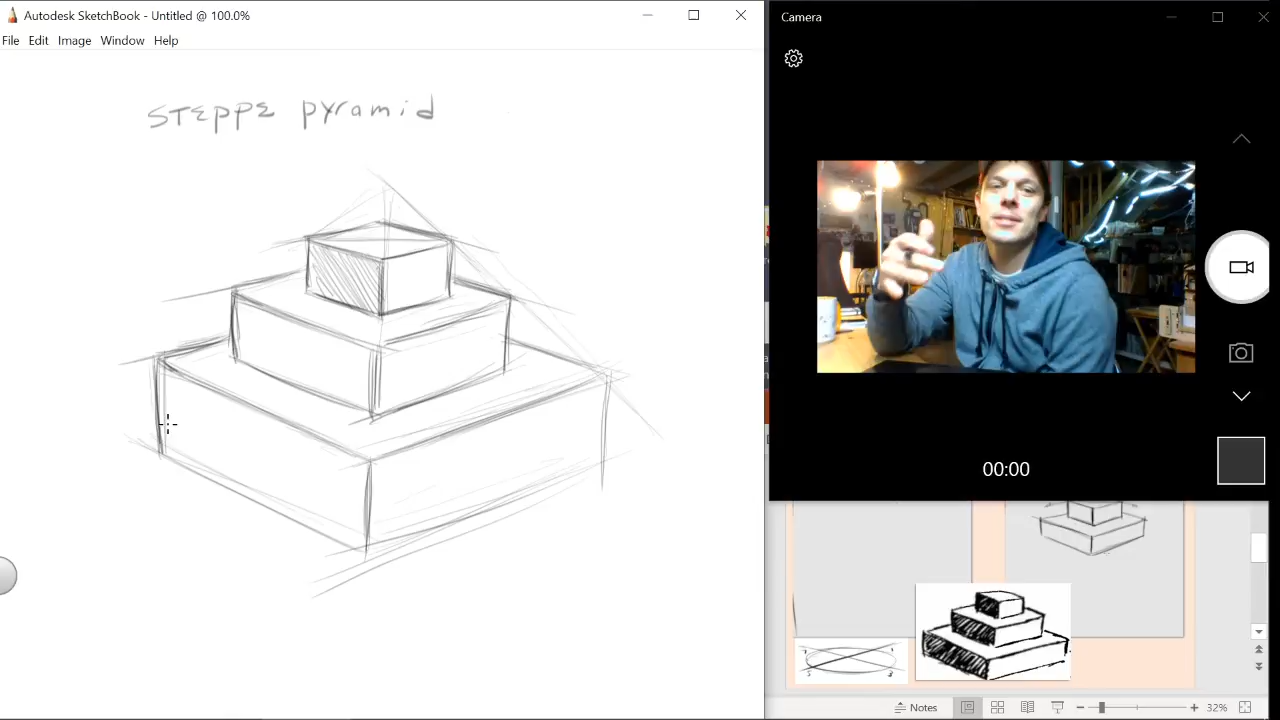 Autodesk SketchBook - Untitled @ 100.0%
File Edit Image Window Help
STEPPE pyramid
Camera
00:00
Notes
32%